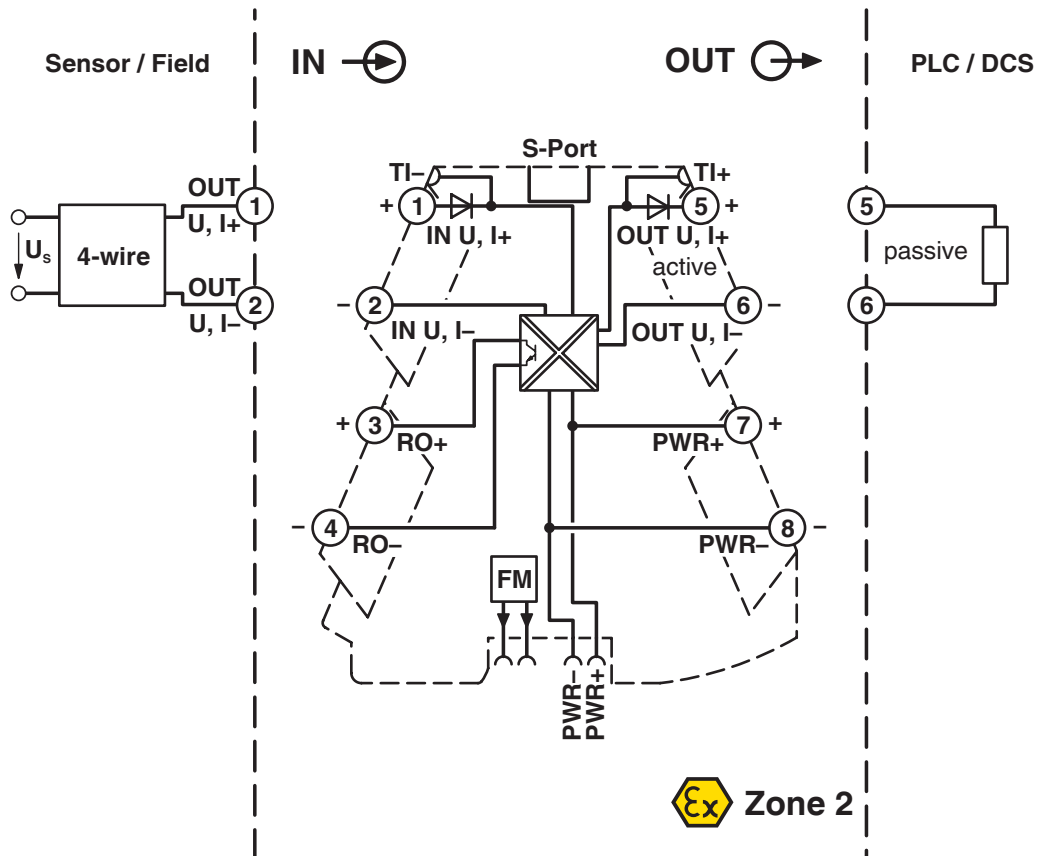 Sensor / Field
IN
OUT
PLC / DCS
S-Port
TI–
TI+
OUT
1
U, I+
Us
4-wire
OUT
2
U, I–
+
1
IN U, I+
5
+
OUT U, I+
active
–
2
IN U, I–
6
–
OUT U, I–
+
3
RO+
7
+
PWR+
–
4
RO–
8
–
PWR–
FM
PWR–
PWR+
5
passive
6
Ex
Zone 2